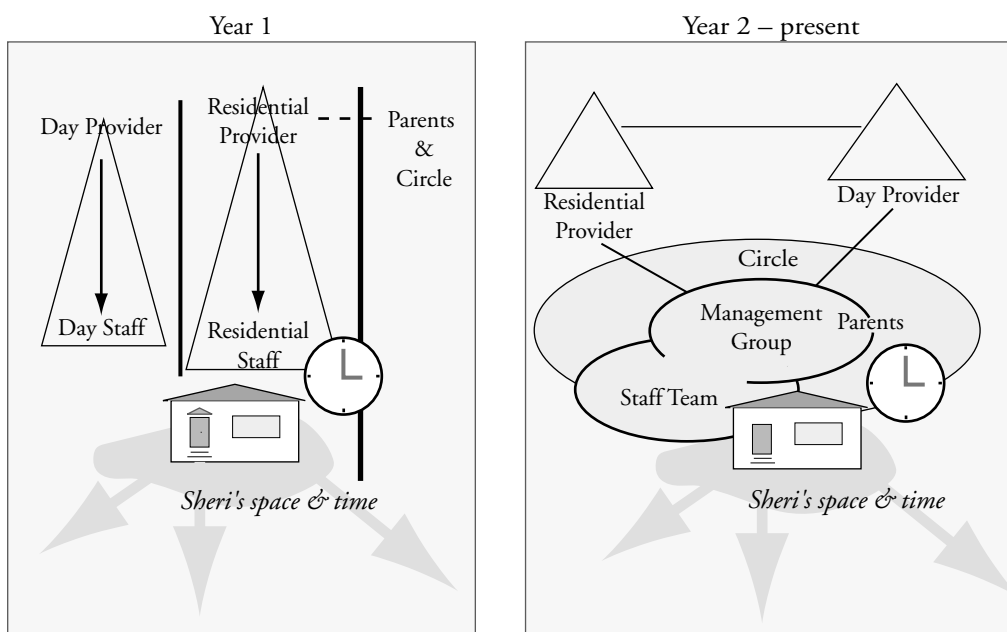 Year 1
Day Provider
Residential
Provider
Parents
&
Circle
Day Staff
Residential
Staff
Sheri's space & time
Year 2 – present
Residential
Provider
Day Provider
Circle
Management
Group
Parents
Staff Team
Sheri's space & time